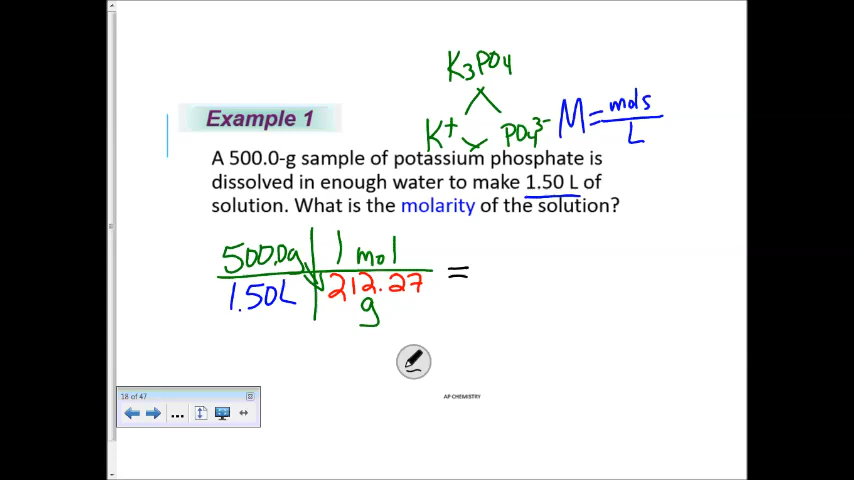 K3PO4
Example 1
K+ PO4 3- M = mols
L
A 500.0-g sample of potassium phosphate is
dissolved in enough water to make 1.50 L of
solution. What is the molarity of the solution?
500.0g 1 mol
1.50L 212.27 =
g
18 of 47
...
AP CHEMISTRY